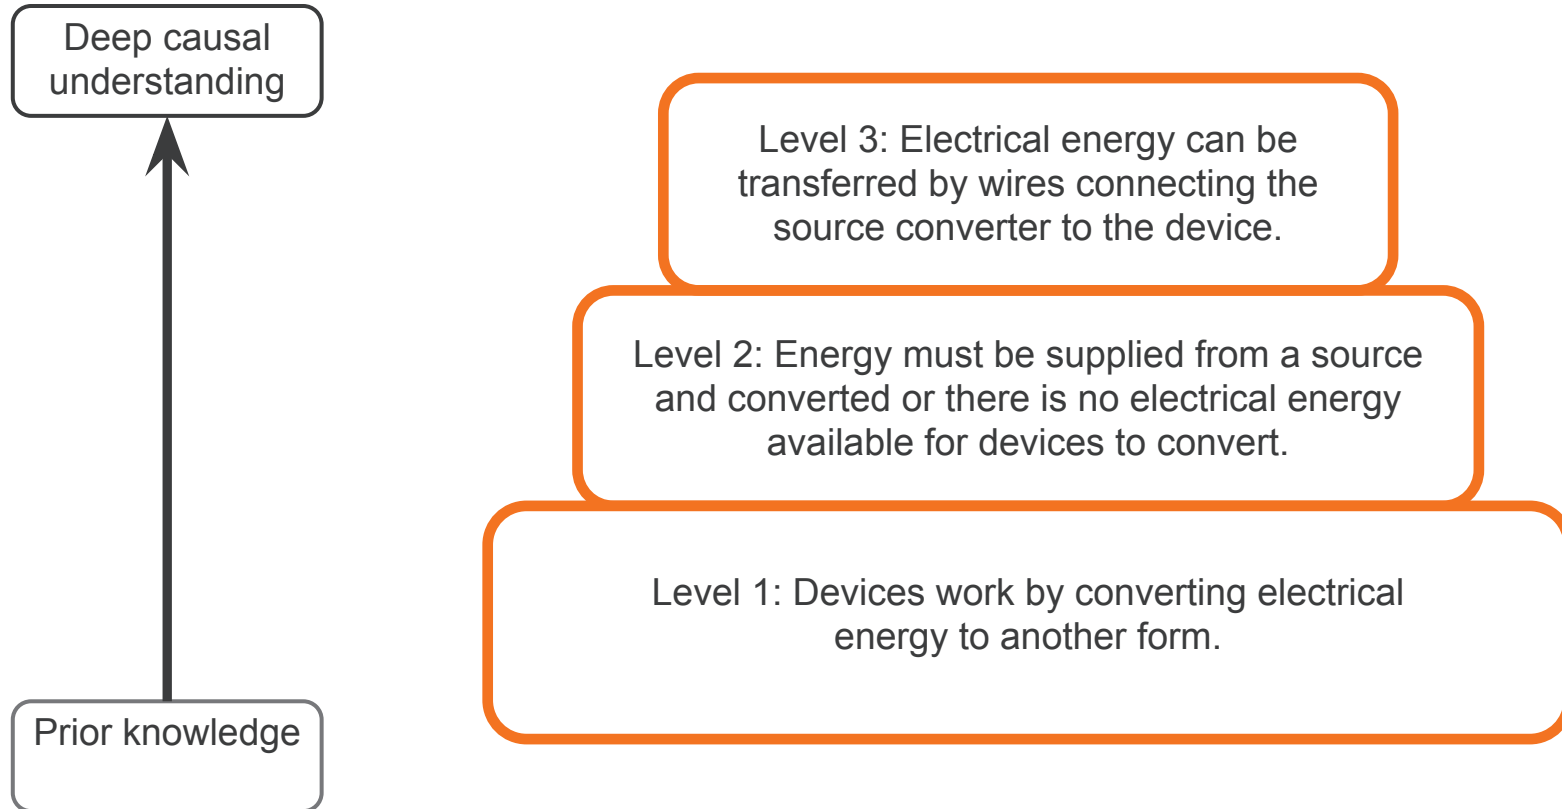 Deep causal
understanding
Level 3: Electrical energy can be
transferred by wires connecting the
source converter to the device.
Level 2: Energy must be supplied from a source
and converted or there is no electrical energy
available for devices to convert.
Level 1: Devices work by converting electrical
energy to another form.
Prior knowledge